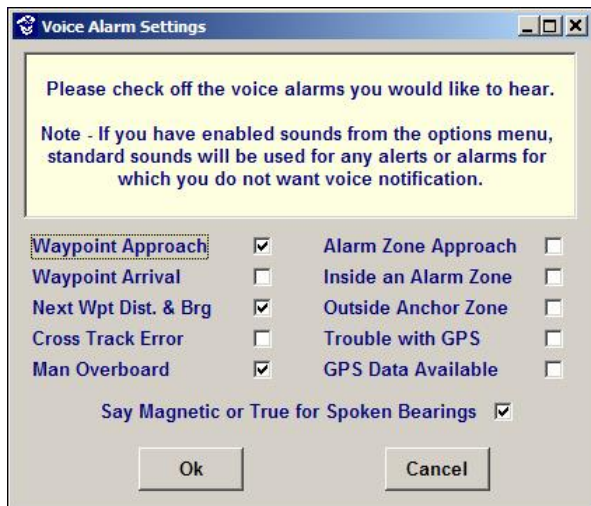 Voice Alarm Settings
Please check off the voice alarms you would like to hear.
Note - If you have enabled sounds from the options menu,
standard sounds will be used for any alerts or alarms for
which you do not want voice notification.
Waypoint Approach
Alarm Zone Approach
Waypoint Arrival
Inside an Alarm Zone
Next Wpt Dist. & Brg
Outside Anchor Zone
Cross Track Error
Trouble with GPS
Man Overboard
GPS Data Available
Say Magnetic or True for Spoken Bearings
Ok
Cancel